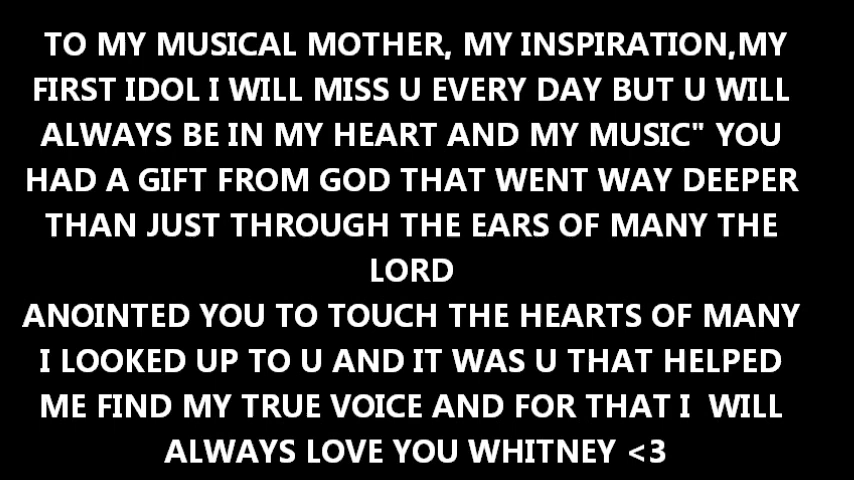 TO MY MUSICAL MOTHER, MY INSPIRATION,MY
FIRST IDOL I WILL MISS U EVERY DAY BUT U WILL
ALWAYS BE IN MY HEART AND MY MUSIC" YOU
HAD A GIFT FROM GOD THAT WENT WAY DEEPER
THAN JUST THROUGH THE EARS OF MANY THE
LORD
ANOINTED YOU TO TOUCH THE HEARTS OF MANY
I LOOKED UP TO U AND IT WAS U THAT HELPED
ME FIND MY TRUE VOICE AND FOR THAT I  WILL
ALWAYS LOVE YOU WHITNEY <3